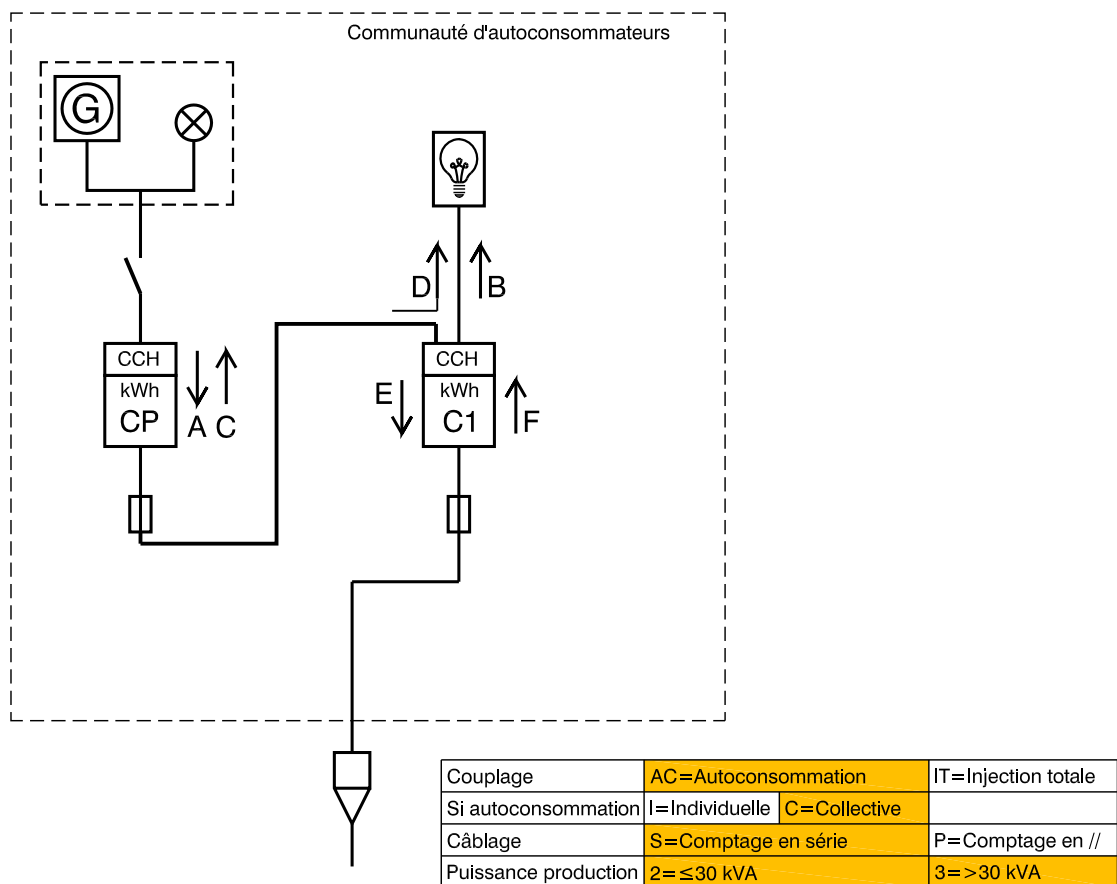 Communauté d'autoconsommateurs
G
D B
CCH
kWh
CP
A C
CCH
kWh
C1
E
F
Couplage AC=Autoconsommation IT=Injection totale
Si autoconsommation I=Individuelle C=Collective
Câblage S=Comptage en série P=Comptage en //
Puissance production 2=≤30 kVA 3=>30 kVA